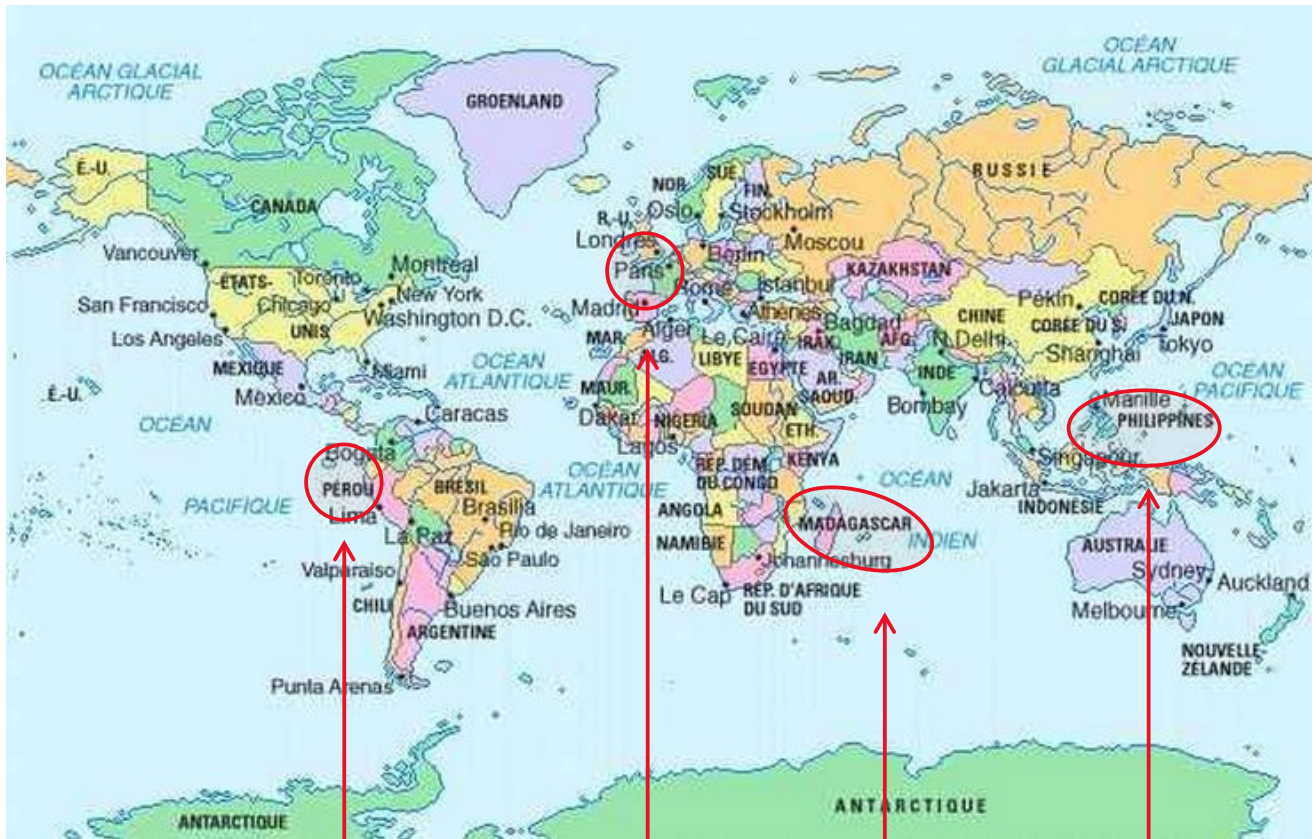 OCÉAN GLACIAL
ARCTIQUE
OCÉAN
GLACIAL ARCTIQUE
GROENLAND
É.-U.
RUSSIE
SUÉ.
NOR.
FIN.
CANADA
Oslo
Stockholm
R.-U.
Londres
Moscou
Berlin
Vancouver
Montreal
Paris
KAZAKHSTAN
ÉTATS-
UNIS
Toronto
Chicago
New York
Washington D.C.
San Francisco
Los Angeles
Rome
Istanbul
Madrid
Athènes
Alger
Pékin
CORÉE DU N.
CHINE
CORÉE DU S.
JAPON
Tokyo
Shanghai
Bagdad
Le Caire
IRAK
IRAN
AFG.
N.Delhi
MAR.
ALG.
LIBYE
EGYPTE
MEXIQUE
Miami
OCÉAN
ATLANTIQUE
AR.
SAOUD.
INDE
Calcutta
OCÉAN
PACIFIQUE
É.-U.
México
MAUR.
Bombay
Manille
PHILIPPINES
Caracas
Dakar
NIGERIA
SOUDAN
ETH.
OCÉAN
PACIFIQUE
Bogota
Lagos
Singapour
RÉP. DÉM.
DU CONGO
KENYA
OCÉAN
INDIEN
OCÉAN
ATLANTIQUE
PÉROU
BRÉSIL
Brasilia
Jakarta
INDONÉSIE
Lima
ANGOLA
MADAGASCAR
La Paz
Rio de Janeiro
NAMIBIE
AUSTRALIE
São Paulo
Johannesburg
Valparaiso
Sydney
Auckland
CHILI
Buenos Aires
Le Cap
RÉP. D'AFRIQUE
DU SUD
Melbourne
ARGENTINE
NOUVELLE-
ZÉLANDE
Punta Arenas
ANTARCTIQUE
ANTARCTIQUE